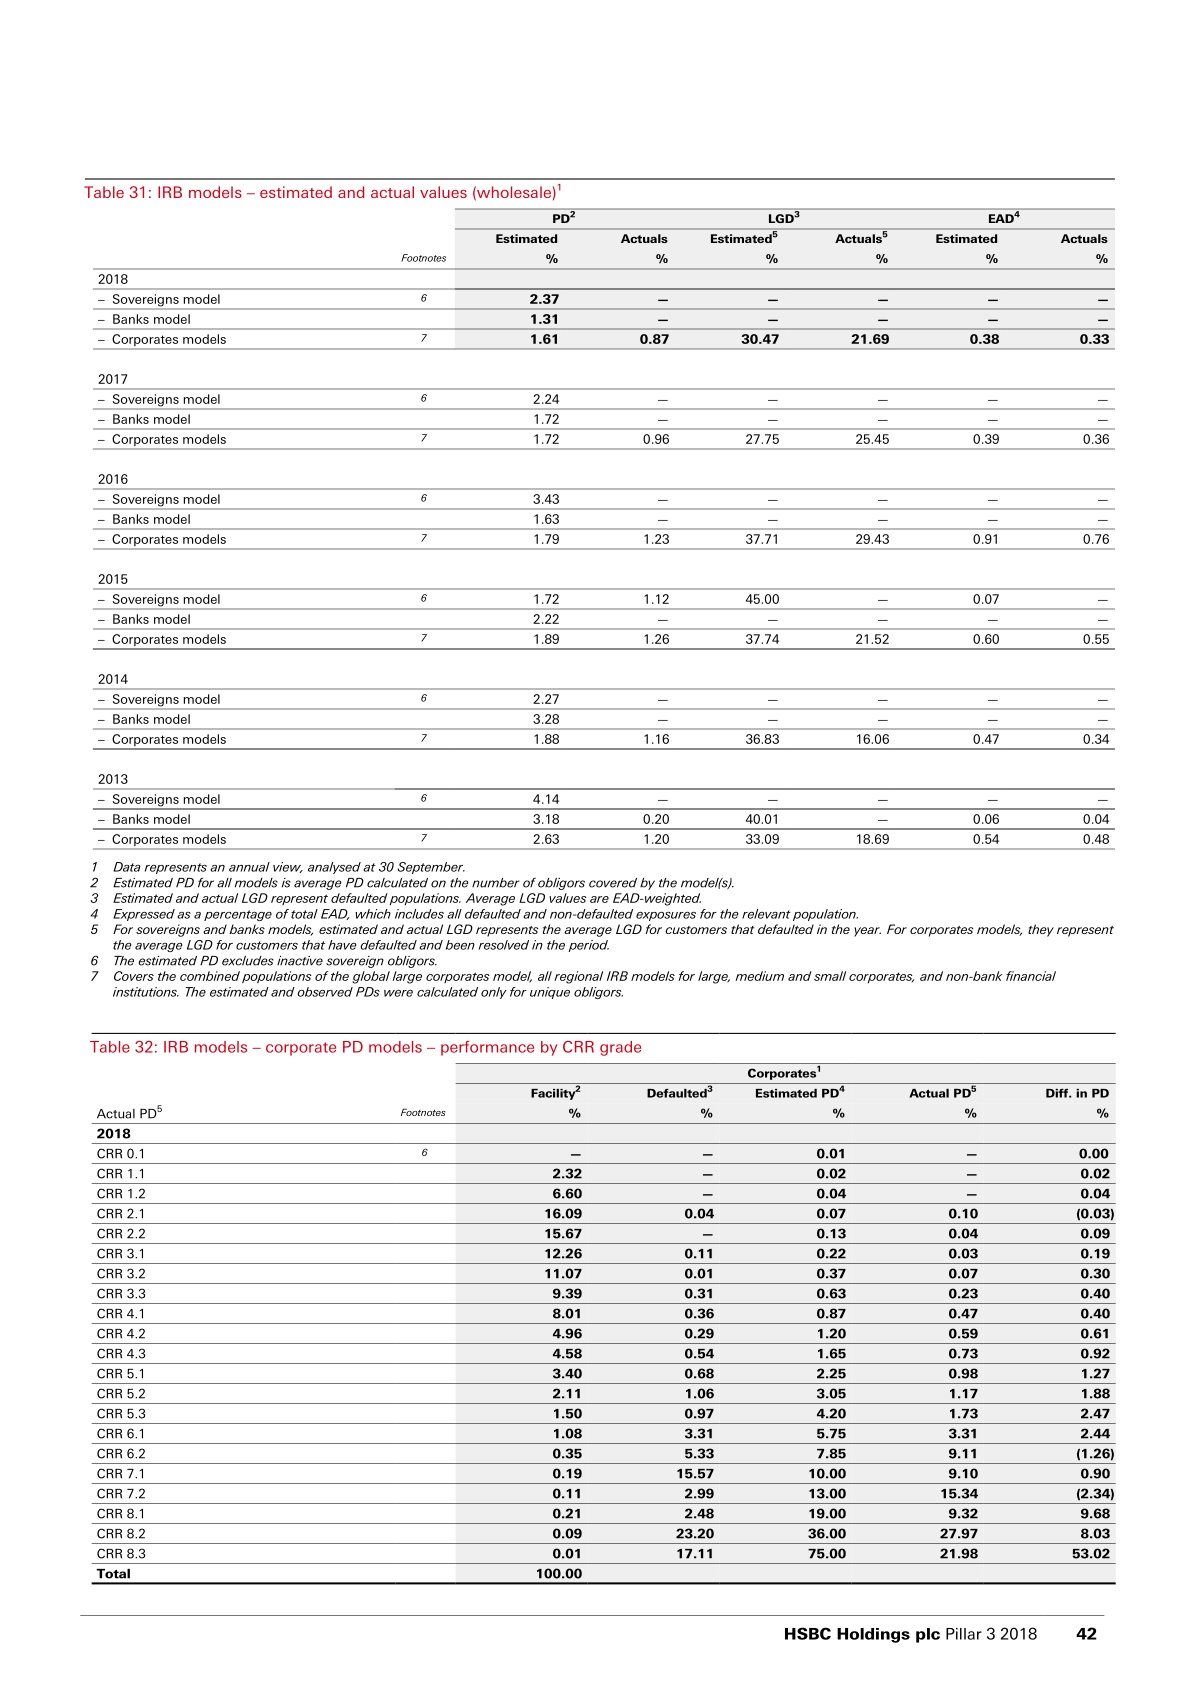 Table 31: IRB models – estimated and actual values (wholesale)1
PD2 LGD3 EAD4
Estimated Actuals Estimated5 Actuals5 Estimated Actuals
Footnotes % % % % % %
2018
– Sovereigns model 6 2.37 — — — — —
– Banks model 1.31 — — — — —
– Corporates models 7 1.61 0.87 30.47 21.69 0.38 0.33
2017
– Sovereigns model 6 2.24 — — — — —
– Banks model 1.72 — — — — —
– Corporates models 7 1.72 0.96 27.75 25.45 0.39 0.36
2016
– Sovereigns model 6 3.43 — — — — —
– Banks model 1.63 — — — — —
– Corporates models 7 1.79 1.23 37.71 29.43 0.91 0.76
2015
– Sovereigns model 6 1.72 1.12 45.00 — 0.07 —
– Banks model 2.22 — — — — —
– Corporates models 7 1.89 1.26 37.74 21.52 0.60 0.55
2014
– Sovereigns model 6 2.27 — — — — —
– Banks model 3.28 — — — — —
– Corporates models 7 1.88 1.16 36.83 16.06 0.47 0.34
2013
– Sovereigns model 6 4.14 — — — — —
– Banks model 3.18 0.20 40.01 — 0.06 0.04
– Corporates models 7 2.63 1.20 33.09 18.69 0.54 0.48
1 Data represents an annual view, analysed at 30 September.
2 Estimated PD for all models is average PD calculated on the number of obligors covered by the model(s).
3 Estimated and actual LGD represent defaulted populations. Average LGD values are EAD-weighted.
4 Expressed as a percentage of total EAD, which includes all defaulted and non-defaulted exposures for the relevant population.
5 For sovereigns and banks models, estimated and actual LGD represents the average LGD for customers that defaulted in the year. For corporates models, they represent
the average LGD for customers that have defaulted and been resolved in the period.
6 The estimated PD excludes inactive sovereign obligors.
7 Covers the combined populations of the global large corporates model, all regional IRB models for large, medium and small corporates, and non-bank financial
institutions. The estimated and observed PDs were calculated only for unique obligors.
Table 32: IRB models – corporate PD models – performance by CRR grade
Corporates1
Facility2 Defaulted3 Estimated PD4 Actual PD5 Diff. in PD
Actual PD5 Footnotes % % % % %
2018
CRR 0.1 6 — — 0.01 — 0.00
CRR 1.1 2.32 — 0.02 — 0.02
CRR 1.2 6.60 — 0.04 — 0.04
CRR 2.1 16.09 0.04 0.07 0.10 (0.03)
CRR 2.2 15.67 — 0.13 0.04 0.09
CRR 3.1 12.26 0.11 0.22 0.03 0.19
CRR 3.2 11.07 0.01 0.37 0.07 0.30
CRR 3.3 9.39 0.31 0.63 0.23 0.40
CRR 4.1 8.01 0.36 0.87 0.47 0.40
CRR 4.2 4.96 0.29 1.20 0.59 0.61
CRR 4.3 4.58 0.54 1.65 0.73 0.92
CRR 5.1 3.40 0.68 2.25 0.98 1.27
CRR 5.2 2.11 1.06 3.05 1.17 1.88
CRR 5.3 1.50 0.97 4.20 1.73 2.47
CRR 6.1 1.08 3.31 5.75 3.31 2.44
CRR 6.2 0.35 5.33 7.85 9.11 (1.26)
CRR 7.1 0.19 15.57 10.00 9.10 0.90
CRR 7.2 0.11 2.99 13.00 15.34 (2.34)
CRR 8.1 0.21 2.48 19.00 9.32 9.68
CRR 8.2 0.09 23.20 36.00 27.97 8.03
CRR 8.3 0.01 17.11 75.00 21.98 53.02
Total 100.00
HSBC Holdings plc Pillar 3 2018 42